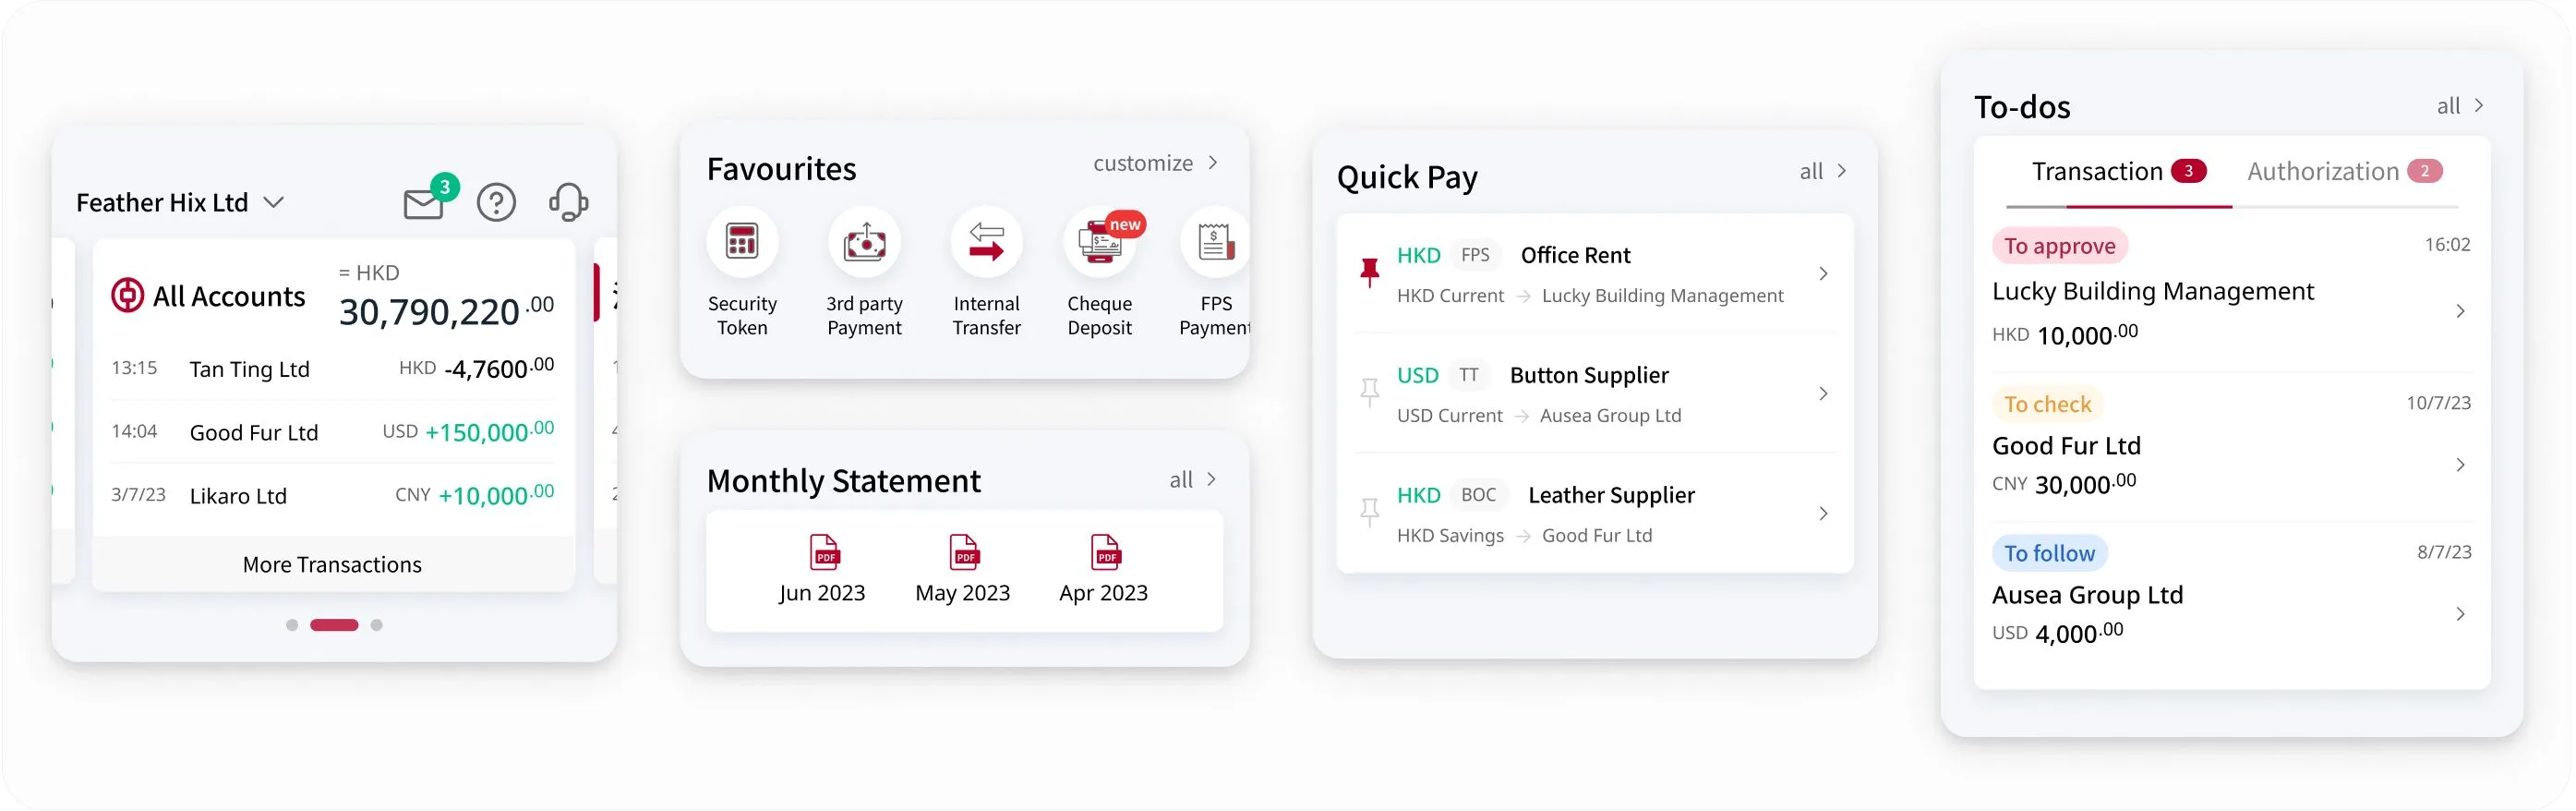 Feather Hix Ltd
3
All Accounts
= HKD
30,790,220.00
13:15 Tan Ting Ltd HKD -4,7600.00
14:04 Good Fur Ltd USD +150,000.00
3/7/23 Likaro Ltd CNY +10,000.00
More Transactions
Favourites
customize
Security
Token
3rd party
Payment
Internal
Transfer
new
Cheque
Deposit
FPS
Payment
Monthly Statement
all
PDF PDF PDF
Jun 2023 May 2023 Apr 2023
Quick Pay
all
HKD FPS Office Rent
HKD Current → Lucky Building Management
USD TT Button Supplier
USD Current → Ausea Group Ltd
HKD BOC Leather Supplier
HKD Savings → Good Fur Ltd
To-dos
all
Transaction 3 Authorization 2
To approve 16:02
Lucky Building Management
HKD 10,000.00
To check 10/7/23
Good Fur Ltd
CNY 30,000.00
To follow 8/7/23
Ausea Group Ltd
USD 4,000.00